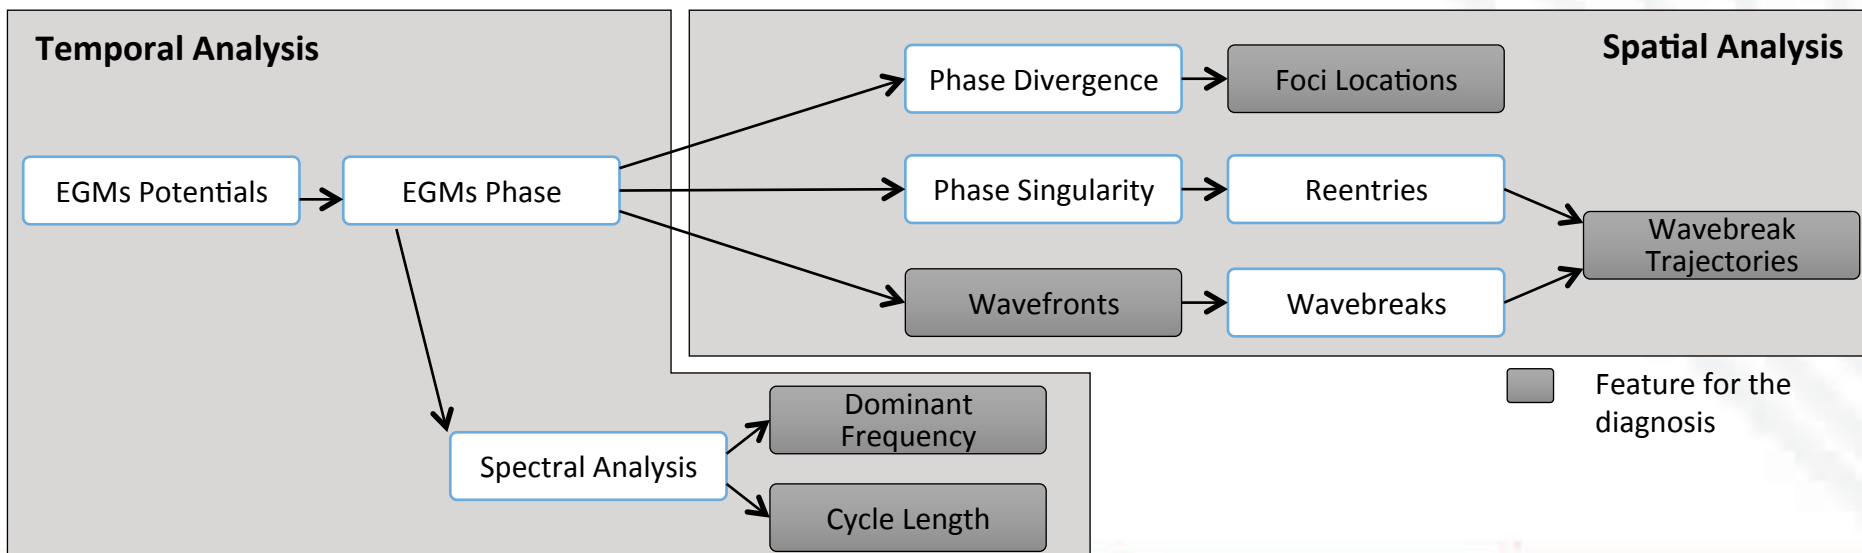 Temporal Analysis
Spatial Analysis
Phase Divergence
Foci Locations
EGMs Potentials
EGMs Phase
Phase Singularity
Reentries
Wavebreak
Trajectories
Wavefronts
Wavebreaks
Feature for the
diagnosis
Dominant
Frequency
Spectral Analysis
Cycle Length